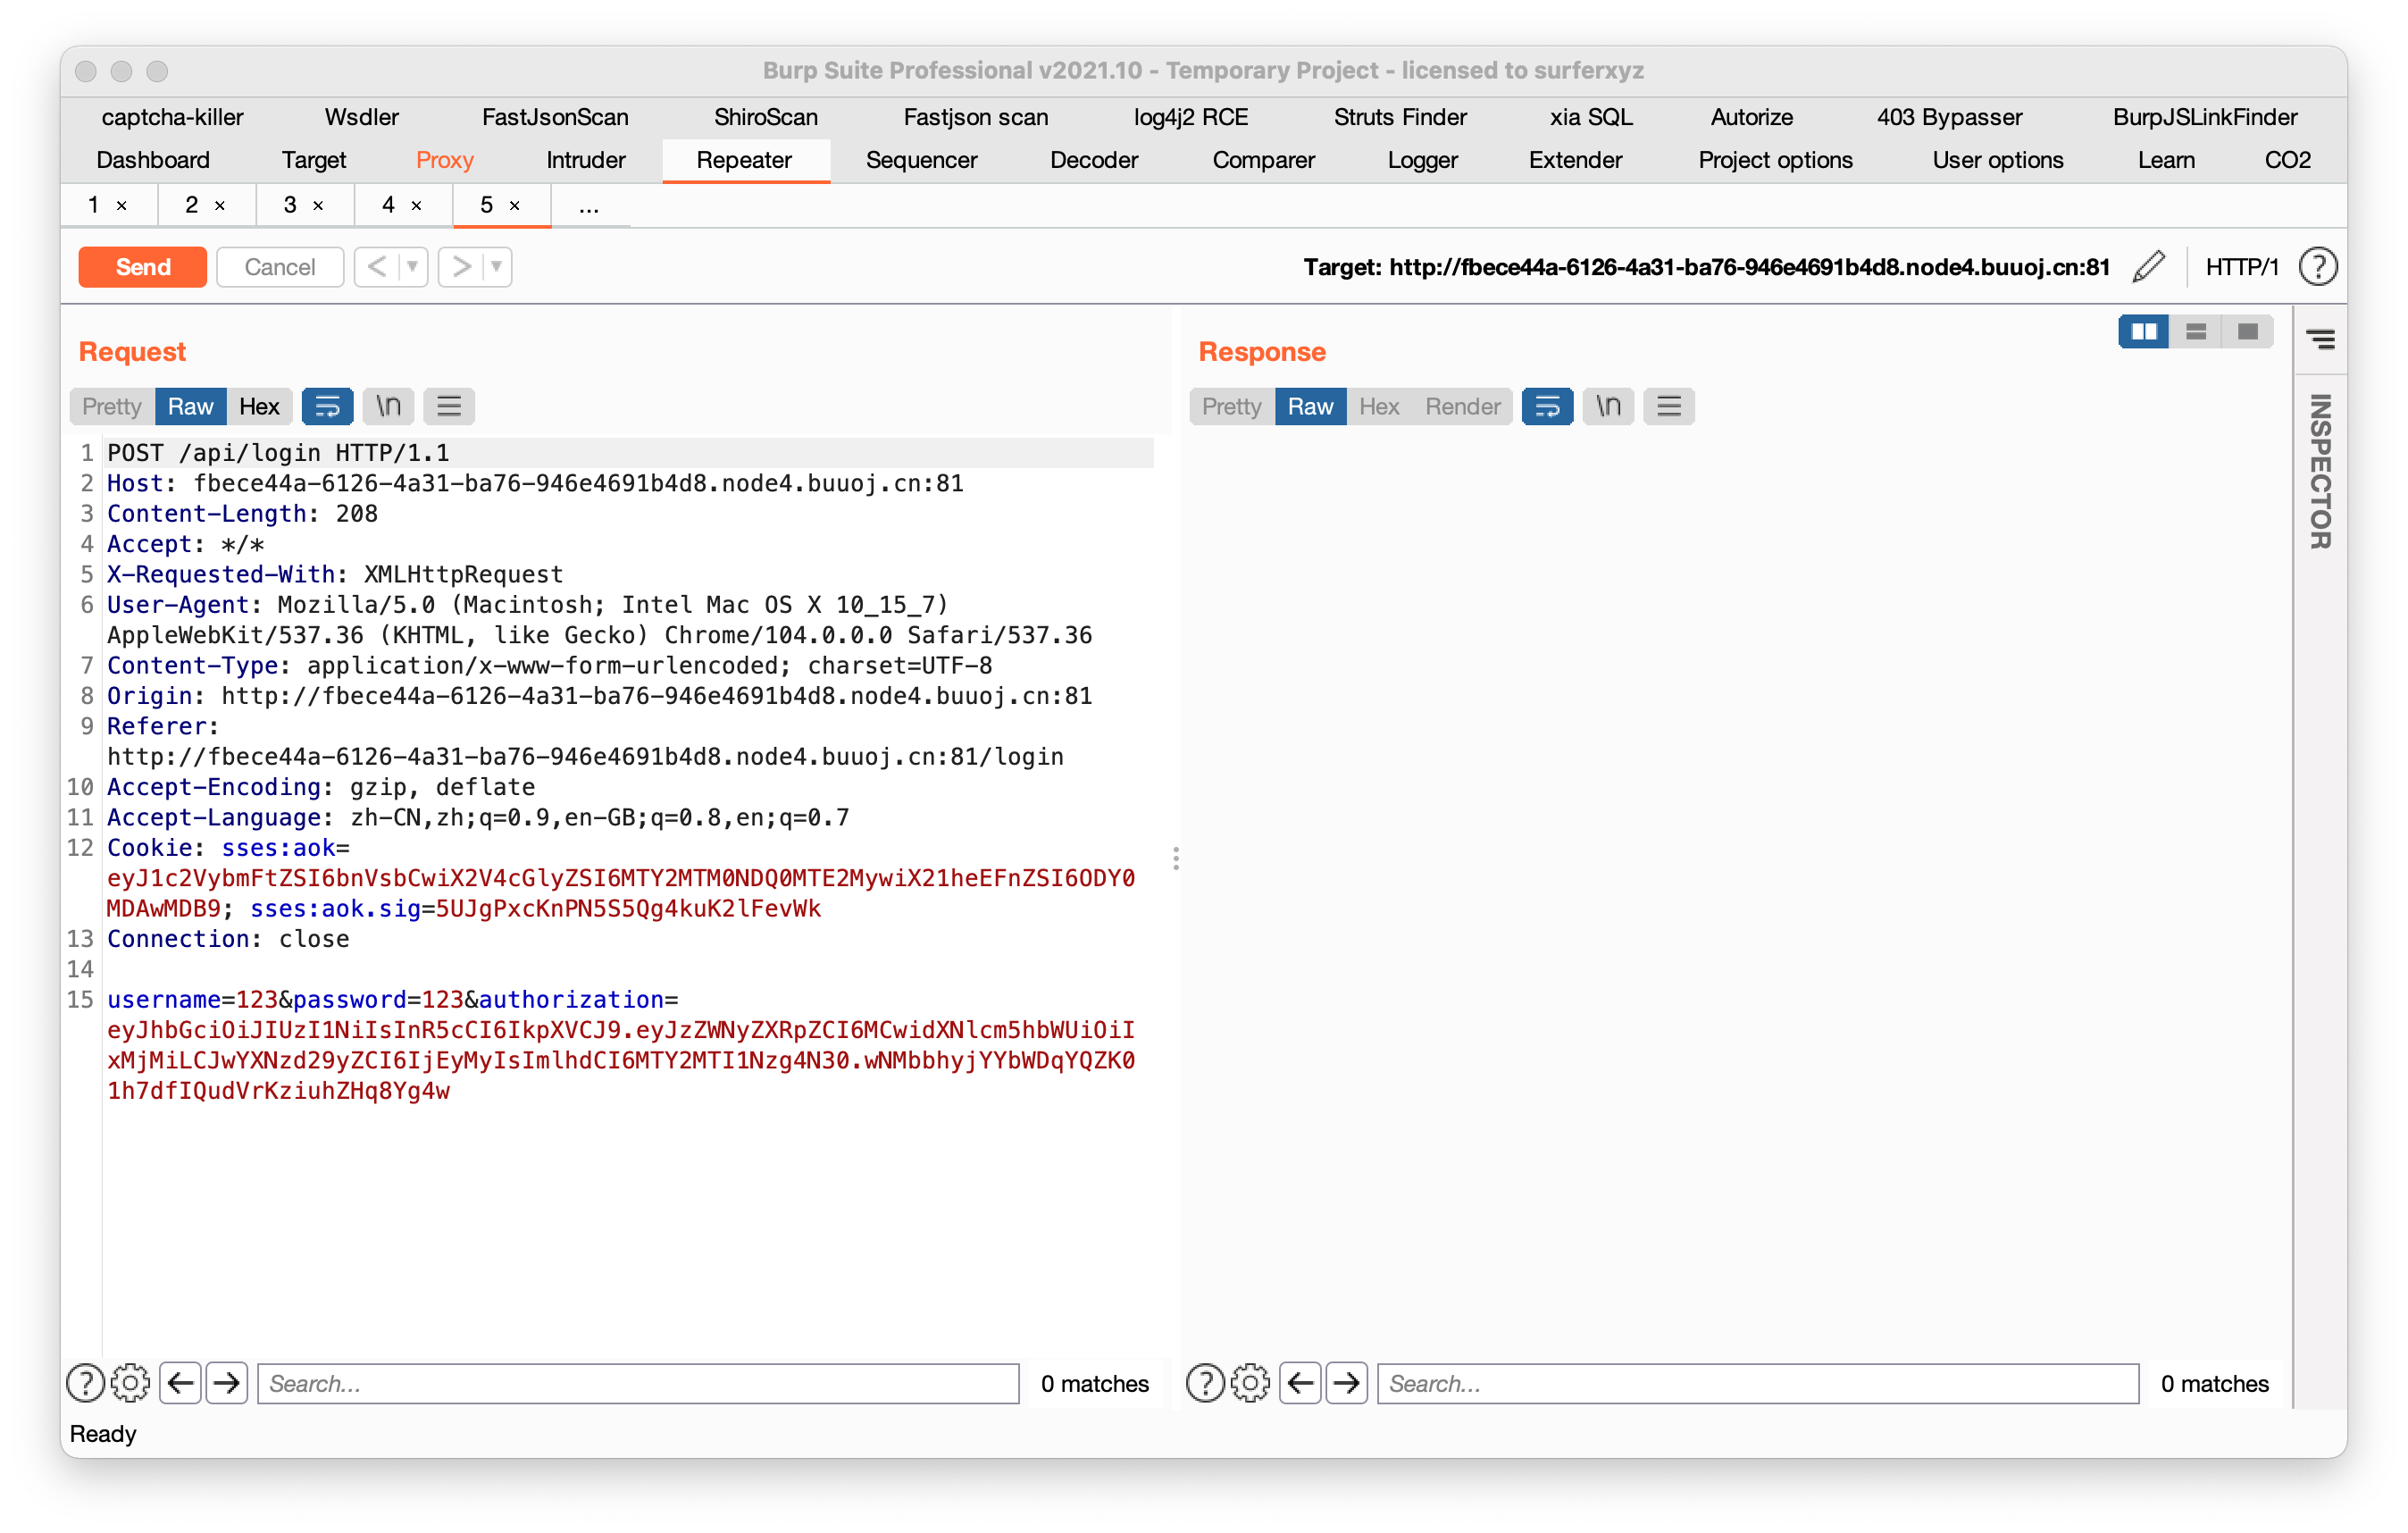 Burp Suite Professional v2021.10 - Temporary Project - licensed to surferxyz
captcha-killer Wsdler FastJsonScan ShiroScan Fastjson scan log4j2 RCE Struts Finder xia SQL Autorize 403 Bypasser BurpJSLinkFinder
Dashboard Target Proxy Intruder Repeater Sequencer Decoder Comparer Logger Extender Project options User options Learn CO2
1 × 2 × 3 × 4 × 5 × ...
Send Cancel < ▼ > ▼ Target: http://fbece44a-6126-4a31-ba76-946e4691b4d8.node4.buuoj.cn:81 HTTP/1 ?
Request
Pretty Raw Hex \n
1 POST /api/login HTTP/1.1
2 Host: fbece44a-6126-4a31-ba76-946e4691b4d8.node4.buuoj.cn:81
3 Content-Length: 208
4 Accept: */*
5 X-Requested-With: XMLHttpRequest
6 User-Agent: Mozilla/5.0 (Macintosh; Intel Mac OS X 10_15_7)
AppleWebKit/537.36 (KHTML, like Gecko) Chrome/104.0.0.0 Safari/537.36
7 Content-Type: application/x-www-form-urlencoded; charset=UTF-8
8 Origin: http://fbece44a-6126-4a31-ba76-946e4691b4d8.node4.buuoj.cn:81
9 Referer:
http://fbece44a-6126-4a31-ba76-946e4691b4d8.node4.buuoj.cn:81/login
10 Accept-Encoding: gzip, deflate
11 Accept-Language: zh-CN,zh;q=0.9,en-GB;q=0.8,en;q=0.7
12 Cookie: sses:aok=
eyJ1c2VybmFtZSI6bnVsbCwiX2V4cGlyZSI6MTY2MTM0NDQ0MTE2MywiX21heEFnZSI6ODY0
MDAwMDB9; sses:aok.sig=5UJgPxcKnPN5S5Qg4kuK2lFevWk
13 Connection: close
14
15 username=123&password=123&authorization=
eyJhbGciOiJIUzI1NiIsInR5cCI6IkpXVCJ9.eyJzZWNyZXRpZCI6MCwidXNlcm5hbWUiOiI
xMjMiLCJwYXNzd29yZCI6IjEyMyIsImlhdCI6MTY2MTI1Nzg4N30.wNMbbhyjYYbWDqYQZK0
1h7dfIQudVrKziuhZHq8Yg4w
? Search... 0 matches
Response
Pretty Raw Hex Render \n
? Search... 0 matches
INSPECTOR
Ready